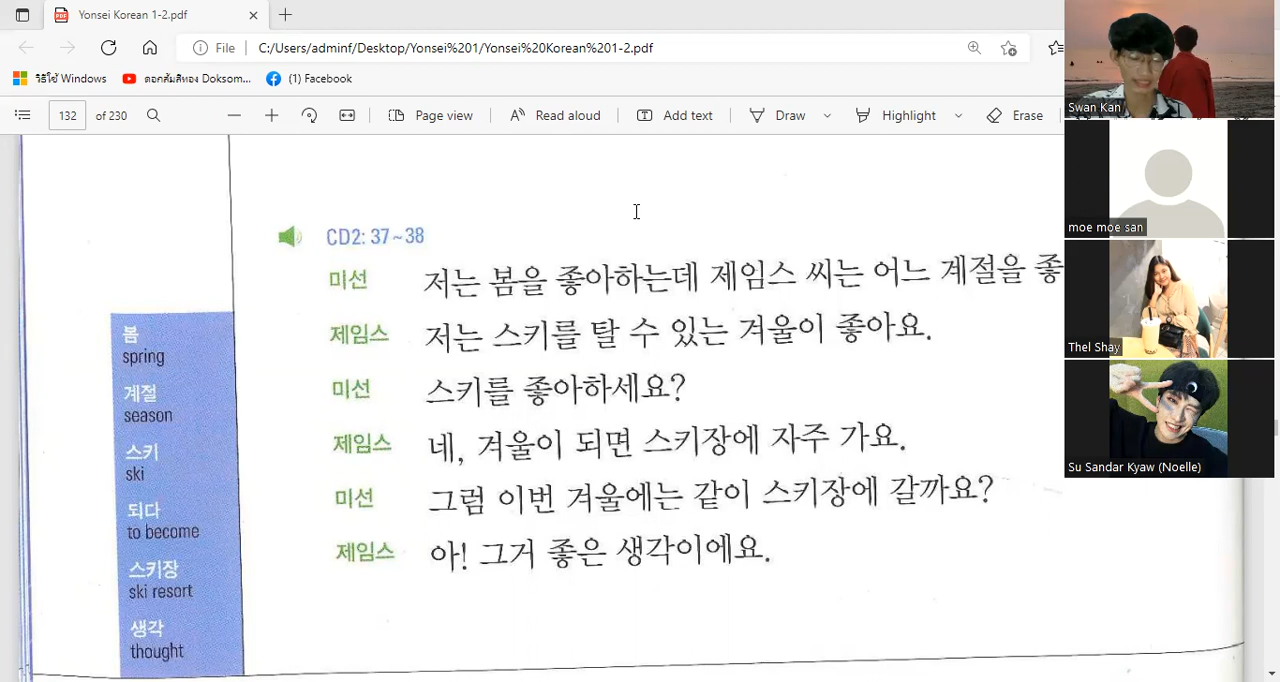 Yonsei Korean 1-2.pdf
File C:/Users/adminf/Desktop/Yonsei%201/Yonsei%20Korean%201-2.pdf
วิธีใช้ Windows ดอกส้มสีทอง Doksom... (1) Facebook
132 of 230 Page view Read aloud Add text Draw Highlight Erase
CD2: 37~38
미선 저는 봄을 좋아하는데 제임스 씨는 어느 계절을 좋
제임스 저는 스키를 탈 수 있는 겨울이 좋아요.
미선 스키를 좋아하세요?
제임스 네, 겨울이 되면 스키장에 자주 가요.
미선 그럼 이번 겨울에는 같이 스키장에 갈까요?
제임스 아! 그거 좋은 생각이에요.
봄
spring
계절
season
스키
ski
되다
to become
스키장
ski resort
생각
thought
Swan Kan
moe moe san
Thel Shay
Su Sandar Kyaw (Noelle)